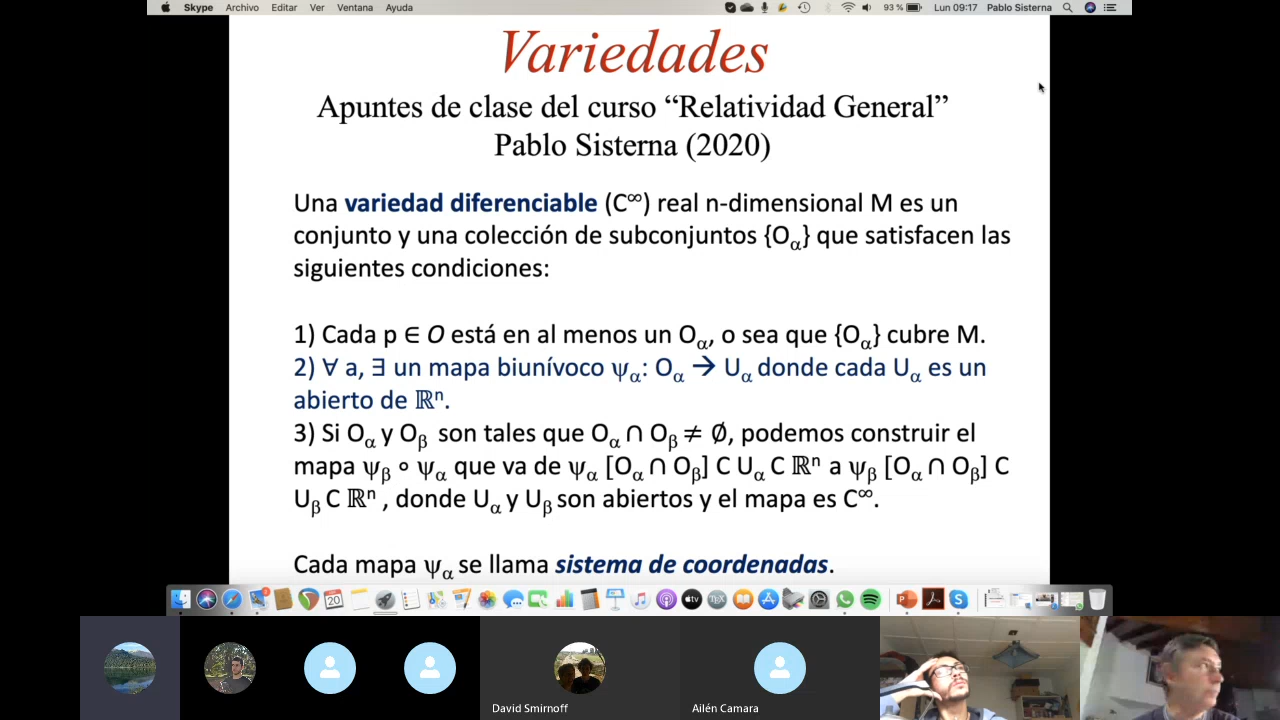 Skype Archivo Editar Ver Ventana Ayuda 93 % Lun 09:17 Pablo Sisterna
Variedades
Apuntes de clase del curso “Relatividad General”
Pablo Sisterna (2020)
Una variedad diferenciable (C∞) real n-dimensional M es un
conjunto y una colección de subconjuntos {Oα} que satisfacen las
siguientes condiciones:
1) Cada p ∈ O está en al menos un Oα, o sea que {Oα} cubre M.
2) ∀ a, ∃ un mapa biunívoco ψα: Oα → Uα donde cada Uα es un
abierto de ℝⁿ.
3) Si Oα y Oβ son tales que Oα ∩ Oβ ≠ Ø, podemos construir el
mapa ψβ ∘ ψα que va de ψα [Oα ∩ Oβ] C Uα C ℝⁿ a ψβ [Oα ∩ Oβ] C
Uβ C ℝⁿ , donde Uα y Uβ son abiertos y el mapa es C∞.
Cada mapa ψα se llama sistema de coordenadas.
20
tv
TEX
David Smirnoff
Ailén Camara